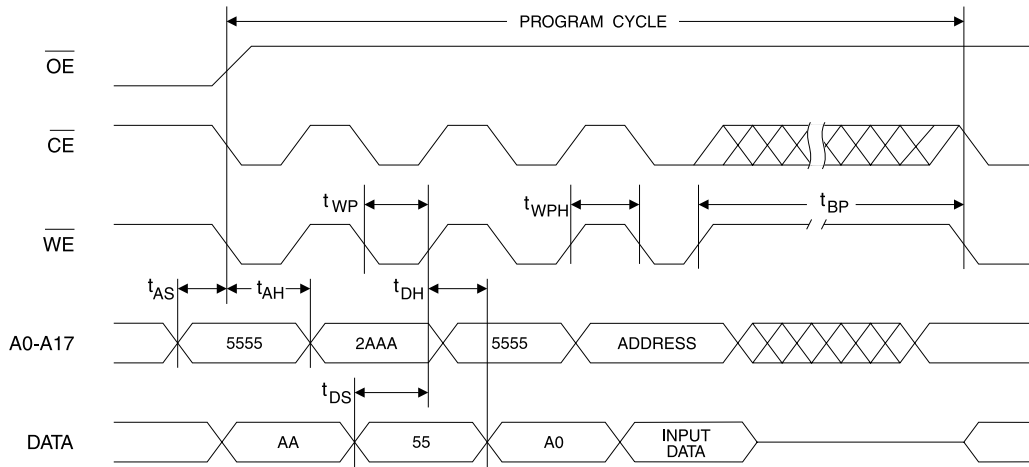 PROGRAM CYCLE
OE
CE
tWP
tWPH
tBP
WE
tAS
tAH
tDH
A0-A17
5555
2AAA
5555
ADDRESS
tDS
DATA
AA
55
A0
INPUT
DATA